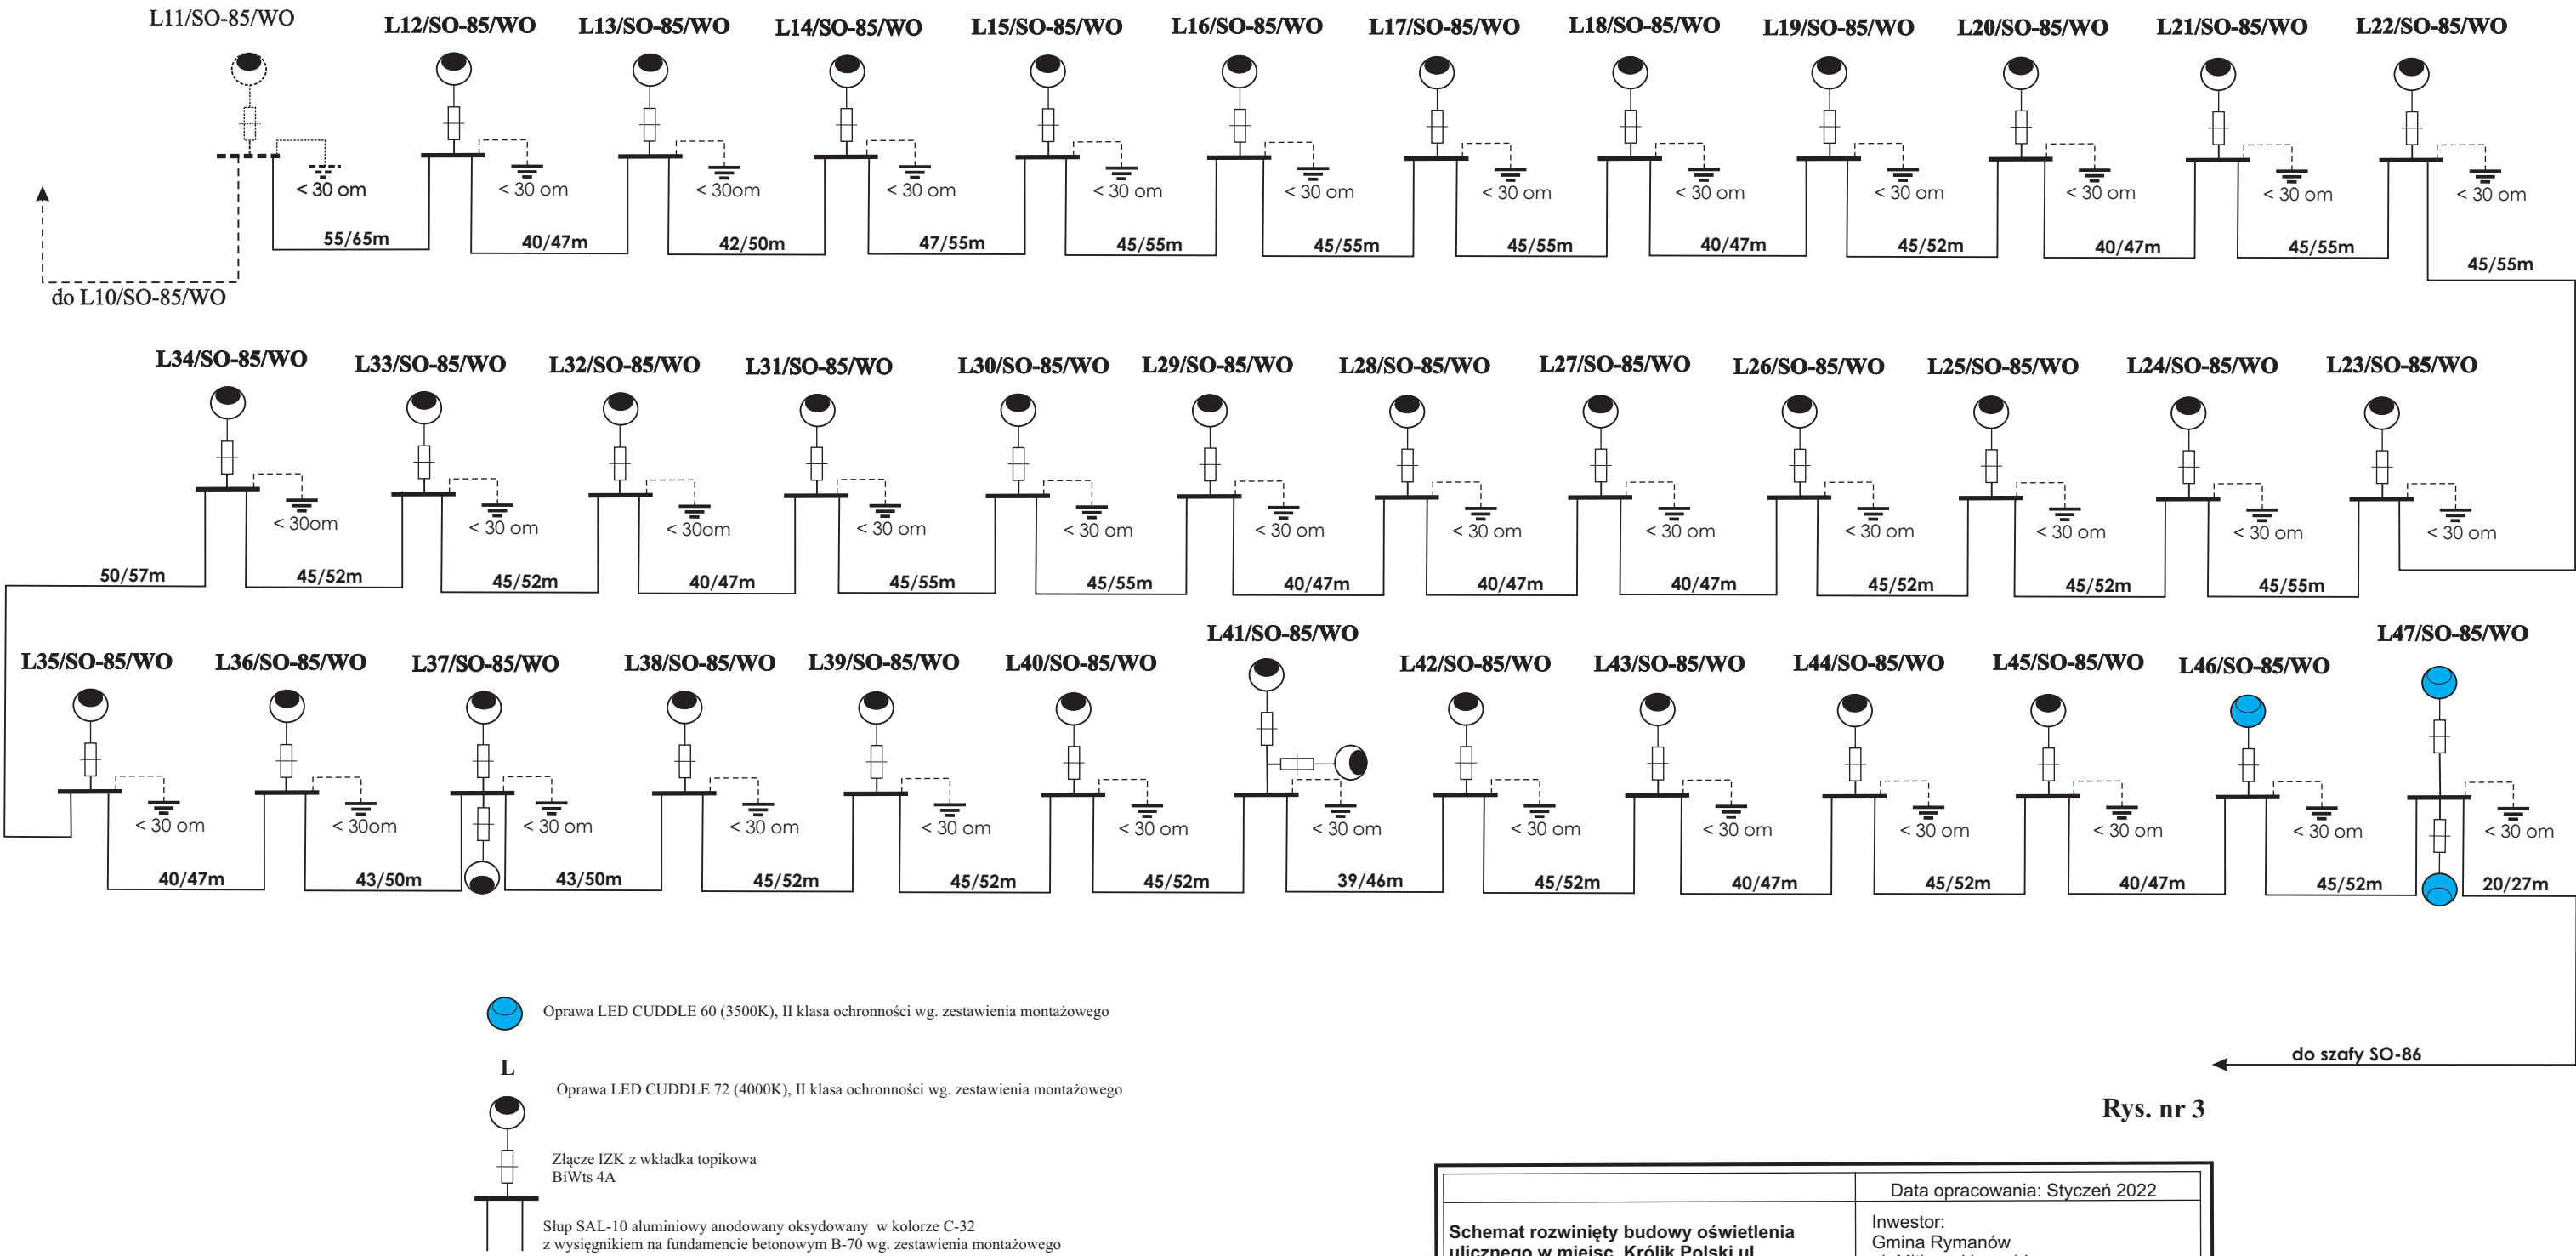 L11/SO-85/WO L12/SO-85/WO L13/SO-85/WO L14/SO-85/WO L15/SO-85/WO L16/SO-85/WO L17/SO-85/WO L18/SO-85/WO L19/SO-85/WO L20/SO-85/WO L21/SO-85/WO L22/SO-85/WO
< 30 om < 30 om < 30om < 30 om < 30 om < 30 om < 30 om < 30 om < 30 om < 30 om < 30 om < 30 om
55/65m 40/47m 42/50m 47/55m 45/55m 45/55m 45/55m 40/47m 45/52m 40/47m 45/55m 45/55m
do L10/SO-85/WO
L34/SO-85/WO L33/SO-85/WO L32/SO-85/WO L31/SO-85/WO L30/SO-85/WO L29/SO-85/WO L28/SO-85/WO L27/SO-85/WO L26/SO-85/WO L25/SO-85/WO L24/SO-85/WO L23/SO-85/WO
< 30om < 30 om < 30om < 30 om < 30 om < 30 om < 30 om < 30 om < 30 om < 30 om < 30 om < 30 om
50/57m 45/52m 45/52m 40/47m 45/55m 45/55m 40/47m 40/47m 40/47m 45/52m 45/52m 45/55m
L35/SO-85/WO L36/SO-85/WO L37/SO-85/WO L38/SO-85/WO L39/SO-85/WO L40/SO-85/WO L41/SO-85/WO L42/SO-85/WO L43/SO-85/WO L44/SO-85/WO L45/SO-85/WO L46/SO-85/WO L47/SO-85/WO
< 30 om < 30om < 30 om < 30 om < 30 om < 30 om < 30 om < 30 om < 30 om < 30 om < 30 om < 30 om < 30 om
40/47m 43/50m 43/50m 45/52m 45/52m 45/52m 39/46m 45/52m 40/47m 45/52m 40/47m 45/52m 20/27m
Oprawa LED CUDDLE 60 (3500K), II klasa ochronności wg. zestawienia montażowego
do szafy SO-86
L
Oprawa LED CUDDLE 72 (4000K), II klasa ochronności wg. zestawienia montażowego
Rys. nr 3
Złącze IZK z wkładka topikowa
BiWts 4A
Data opracowania: Styczeń 2022
Słup SAL-10 aluminiowy anodowany oksydowany w kolorze C-32
z wysięgnikiem na fundamencie betonowym B-70 wg. zestawienia montażowego
Schemat rozwinięty budowy oświetlenia
ulicznego w miejsc. Królik Polski ul
Inwestor:
Gmina Rymanów